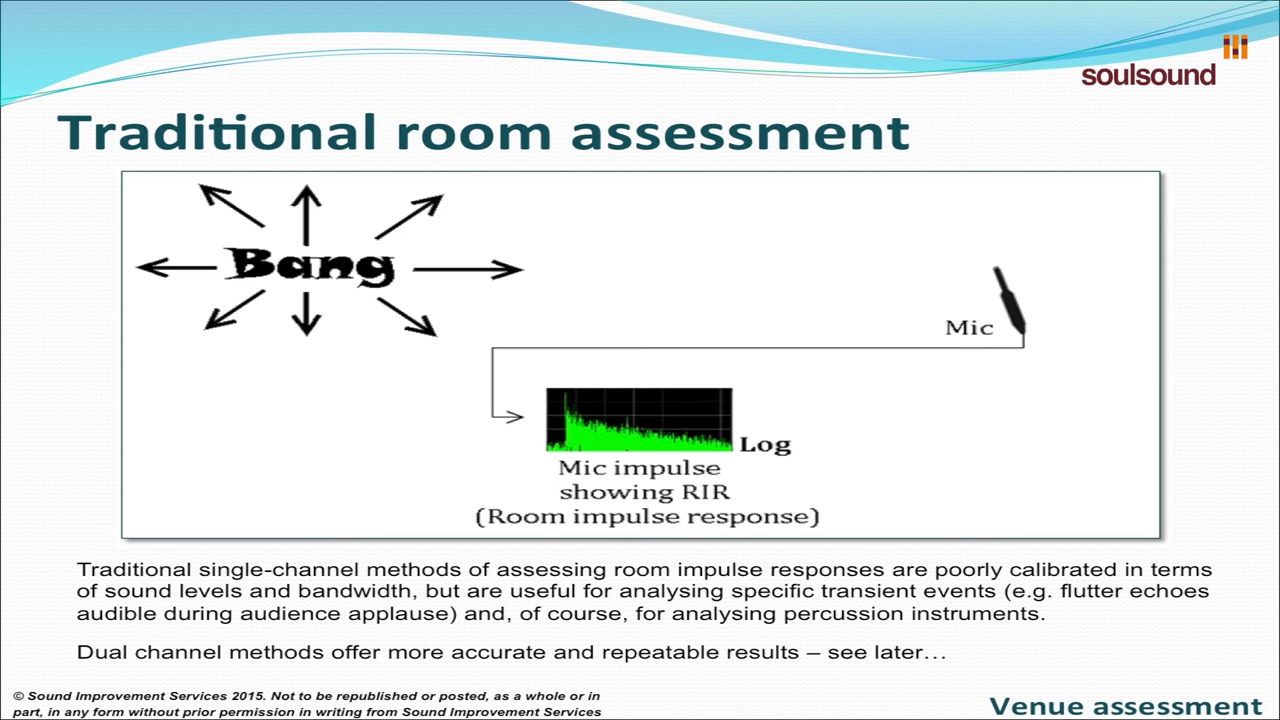 soulsound
Traditional room assessment
Bang
Mic
Log
Mic impulse
showing RIR
(Room impulse response)
Traditional single-channel methods of assessing room impulse responses are poorly calibrated in terms
of sound levels and bandwidth, but are useful for analysing specific transient events (e.g. flutter echoes
audible during audience applause) and, of course, for analysing percussion instruments.
Dual channel methods offer more accurate and repeatable results – see later…
© Sound Improvement Services 2015. Not to be republished or posted, as a whole or in
part, in any form without prior permission in writing from Sound Improvement Services
Venue assessment